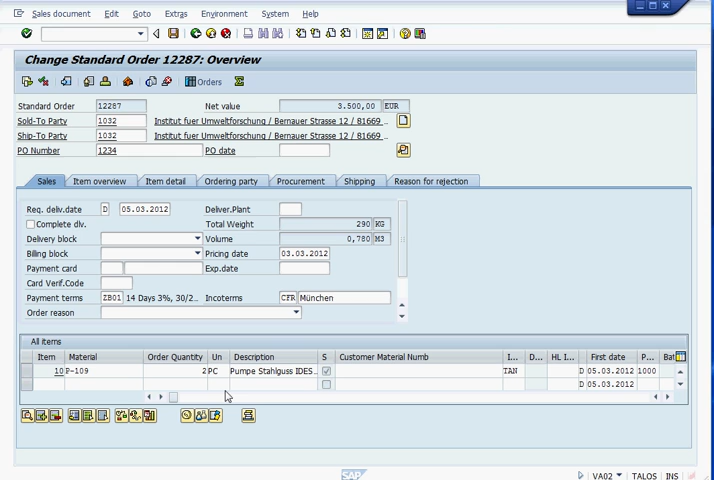 Sales document Edit Goto Extras Environment System Help
Change Standard Order 12287: Overview
Orders
Standard Order 12287 Net value 3.500,00 EUR
Sold-To Party 1032 Institut fuer Umweltforschung / Bernauer Strasse 12 / 81669 ..
Ship-To Party 1032 Institut fuer Umweltforschung / Bernauer Strasse 12 / 81669 ..
PO Number 1234 PO date
Sales Item overview Item detail Ordering party Procurement Shipping Reason for rejection
Req. deliv.date D 05.03.2012 Deliver.Plant
Complete dlv. Total Weight 290 KG
Delivery block Volume 0,780 M3
Billing block Pricing date 03.03.2012
Payment card Exp.date
Card Verif.Code
Payment terms ZB01 14 Days 3%, 30/2... Incoterms CFR München
Order reason
All items
Item Material Order Quantity Un Description S Customer Material Numb I... D... HL I... First date P... Bat
10 P-109 2 PC Pumpe Stahlguss IDES... TAN D 05.03.2012 1000
D 05.03.2012
SAP VA02 TALOS INS